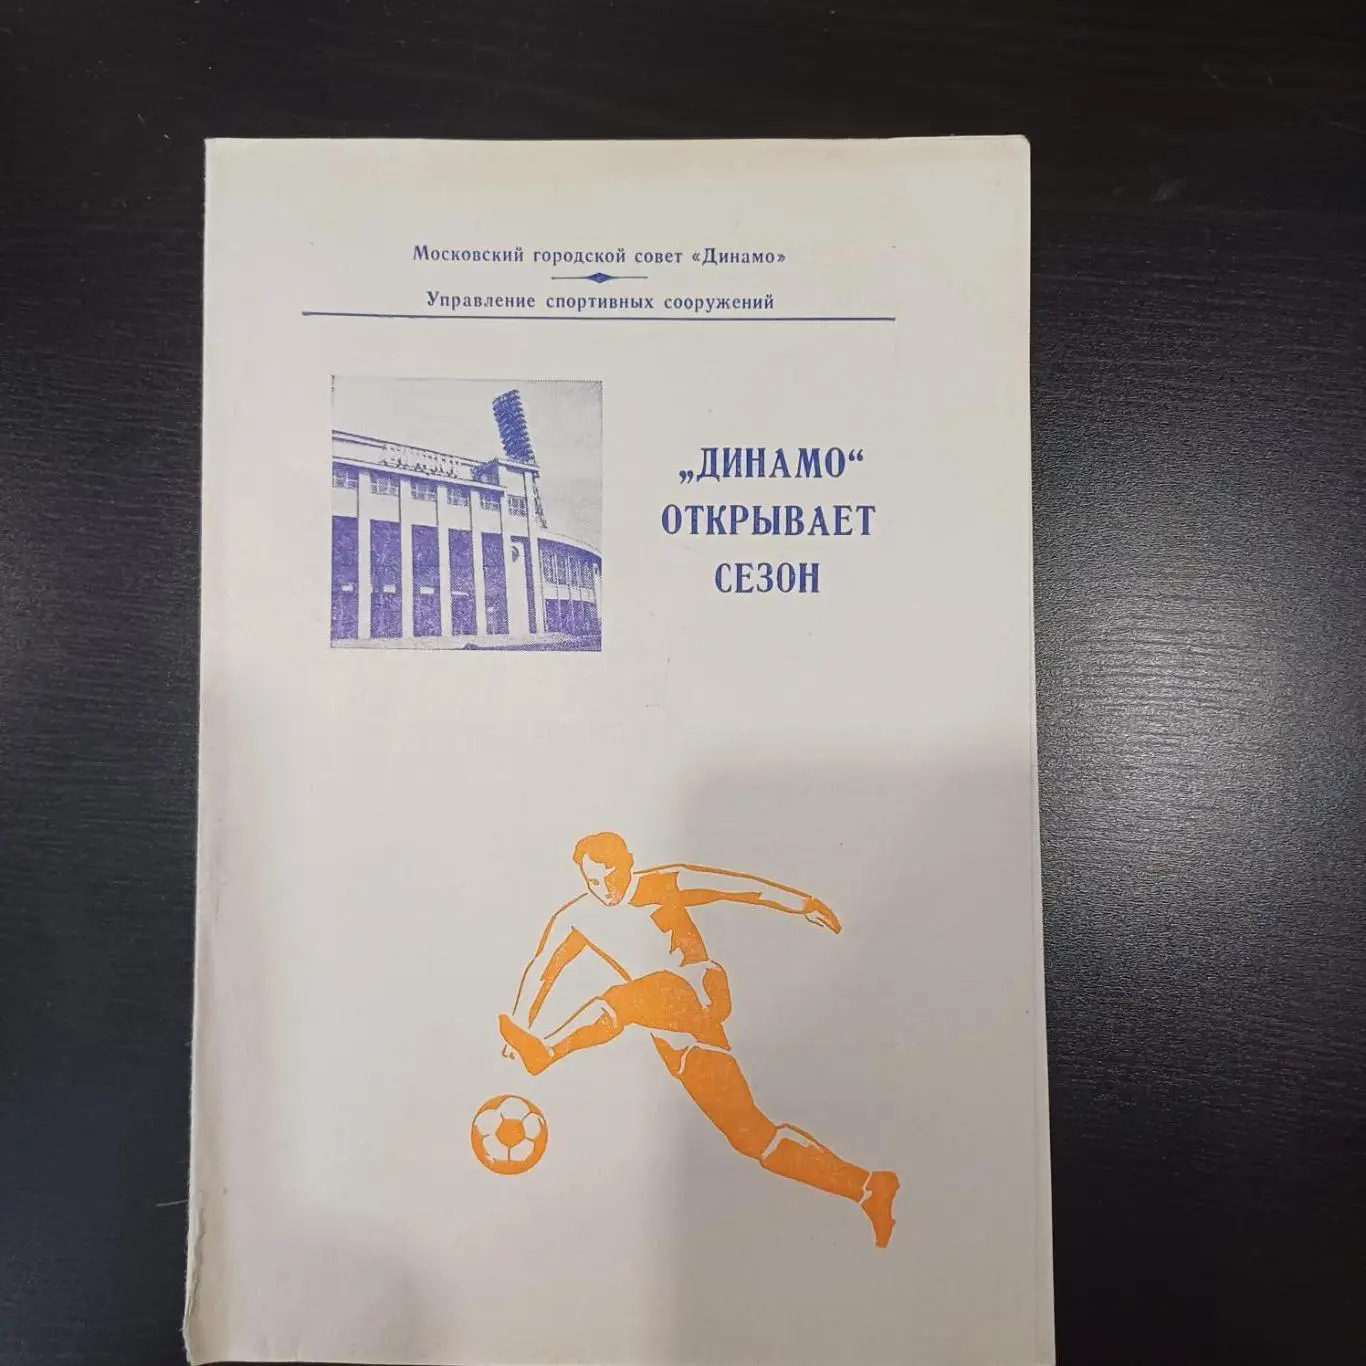 Московский городской совет «Динамо»
Управление спортивных сооружений
„ДИНАМО“
ОТКРЫВАЕТ
СЕЗОН